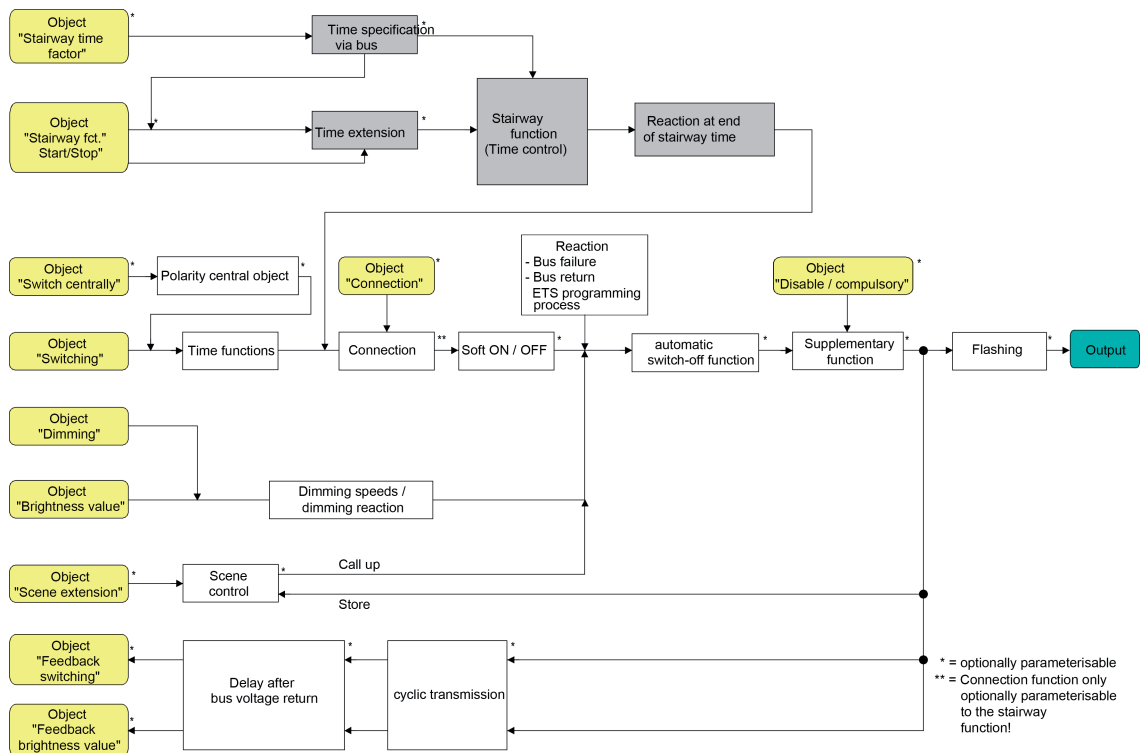 Object
"Stairway time
factor"
*
Time specification
via bus
*
Object
"Stairway fct."
Start/Stop"
*
Time extension
*
Stairway
function
(Time control)
Reaction at end
of stairway time
Object
"Switch centrally"
*
Polarity central object
*
Object
"Connection"
*
Reaction
- Bus failure
- Bus return
ETS programming
process
Object
"Disable / compulsory"
*
Object
"Switching"
*
Time functions
Connection
**
Soft ON / OFF
*
automatic
switch-off function
*
Supplementary
function
*
Flashing
*
Output
Object
"Dimming"
Object
"Brightness value"
Dimming speeds /
dimming reaction
Object
"Scene extension"
*
Scene
control
*
Call up
Store
Object
"Feedback
switching"
*
Delay after
bus voltage return
*
cyclic transmission
*
Object
"Feedback
brightness value"
*
* = optionally parameterisable
** = Connection function only
optionally parameterisable
to the stairway
function!